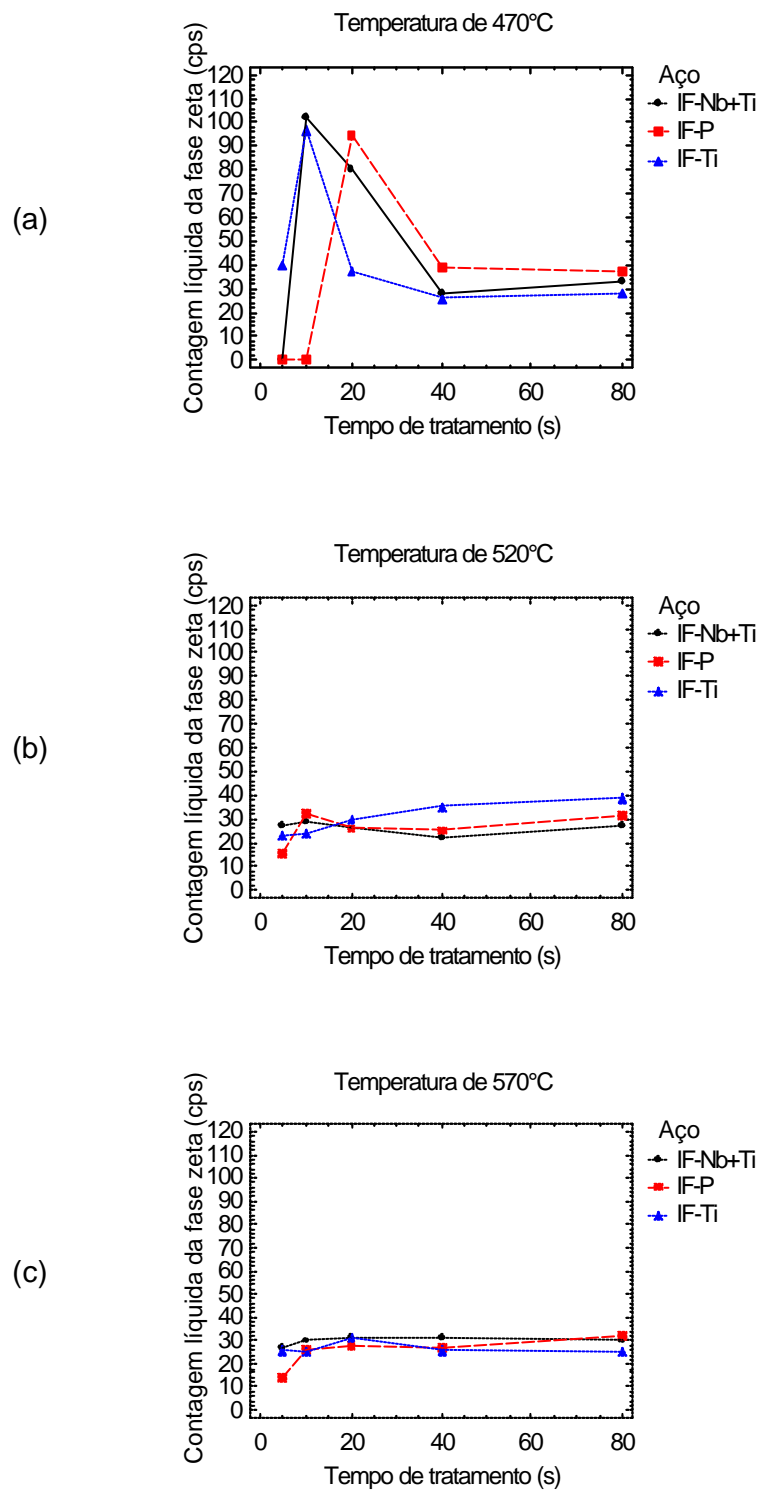 Temperatura de 470°C
(a)
Contagem líquida da fase zeta (cps)
120
110
100
90
80
70
60
50
40
30
20
10
0
0 20 40 60 80
Tempo de tratamento (s)
Aço
IF-Nb+Ti
IF-P
IF-Ti
Temperatura de 520°C
(b)
Contagem líquida da fase zeta (cps)
120
110
100
90
80
70
60
50
40
30
20
10
0
0 20 40 60 80
Tempo de tratamento (s)
Aço
IF-Nb+Ti
IF-P
IF-Ti
Temperatura de 570°C
(c)
Contagem líquida da fase zeta (cps)
120
110
100
90
80
70
60
50
40
30
20
10
0
0 20 40 60 80
Tempo de tratamento (s)
Aço
IF-Nb+Ti
IF-P
IF-Ti